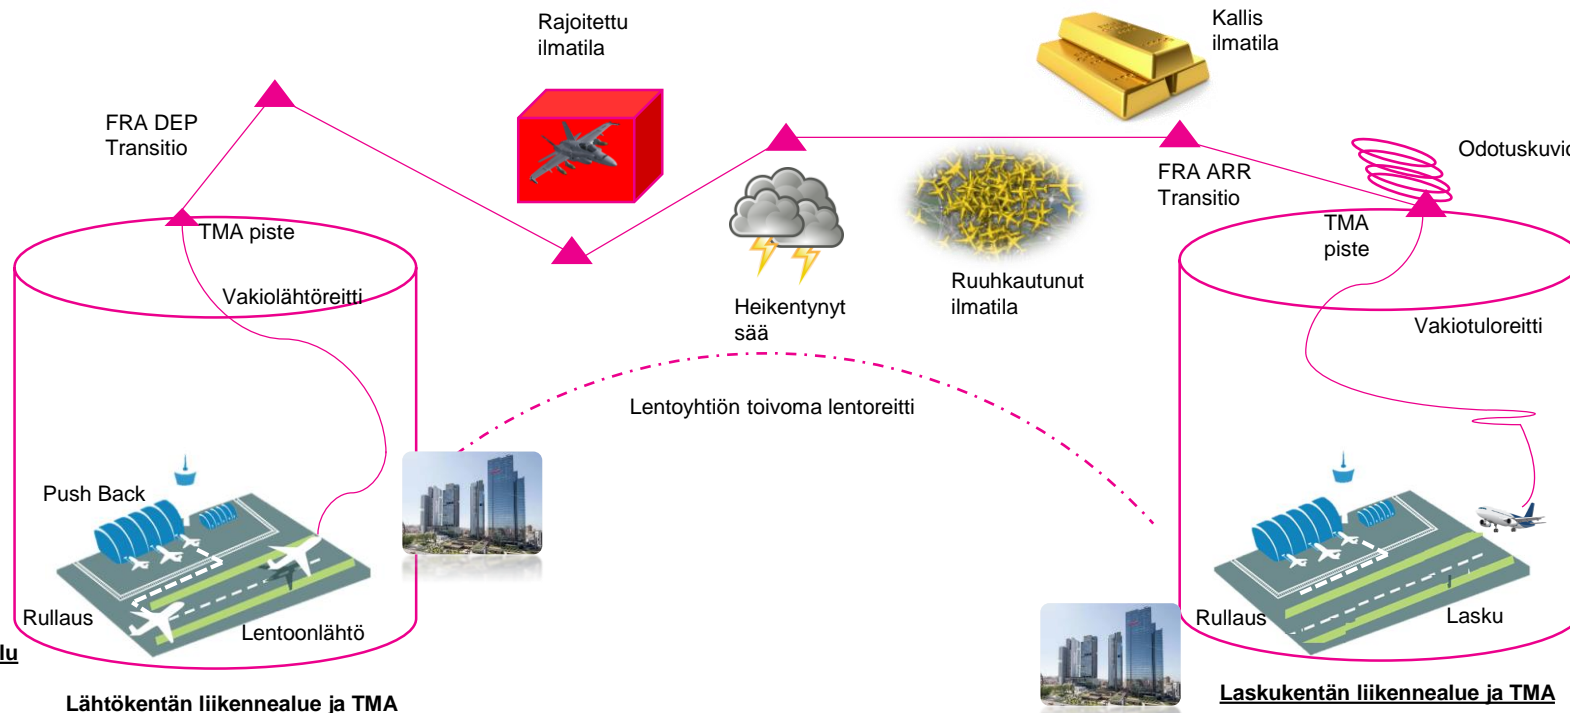 Rajoitettu
ilmatila
Kallis
ilmatila
FRA DEP
Transitio
Odotuskuvio
FRA ARR
Transitio
TMA piste
TMA
piste
Vakiolähtöreitti
Heikentynyt
sää
Ruuhkautunut
ilmatila
Vakiotuloreitti
Lentoyhtiön toivoma lentoreitti
Push Back
Rullaus
Lentoonlähtö
Rullaus
Lasku
lu
Lähtökentän liikennealue ja TMA
Laskukentän liikennealue ja TMA